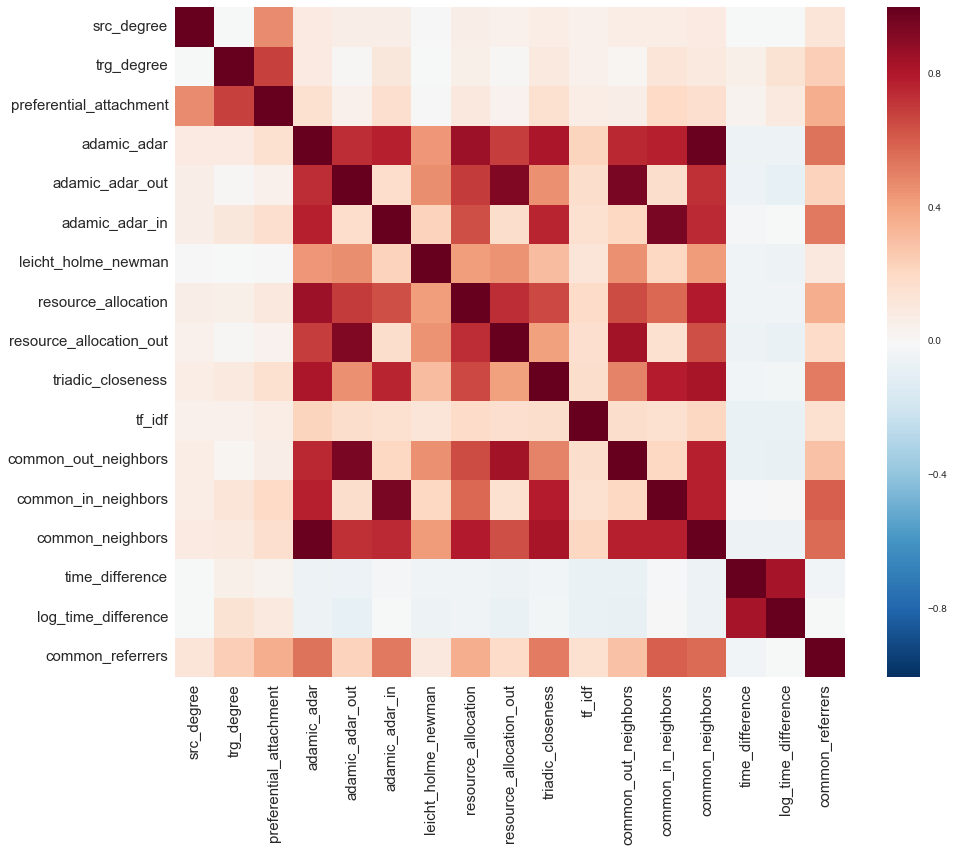 src_degree
trg_degree
preferential_attachment
adamic_adar
adamic_adar_out
adamic_adar_in
leicht_holme_newman
resource_allocation
resource_allocation_out
triadic_closeness
tf_idf
common_out_neighbors
common_in_neighbors
common_neighbors
time_difference
log_time_difference
common_referrers
src_degree
trg_degree
preferential_attachment
adamic_adar
adamic_adar_out
adamic_adar_in
leicht_holme_newman
resource_allocation
resource_allocation_out
triadic_closeness
tf_idf
common_out_neighbors
common_in_neighbors
common_neighbors
time_difference
log_time_difference
common_referrers
0.8
0.4
0.0
−0.4
−0.8